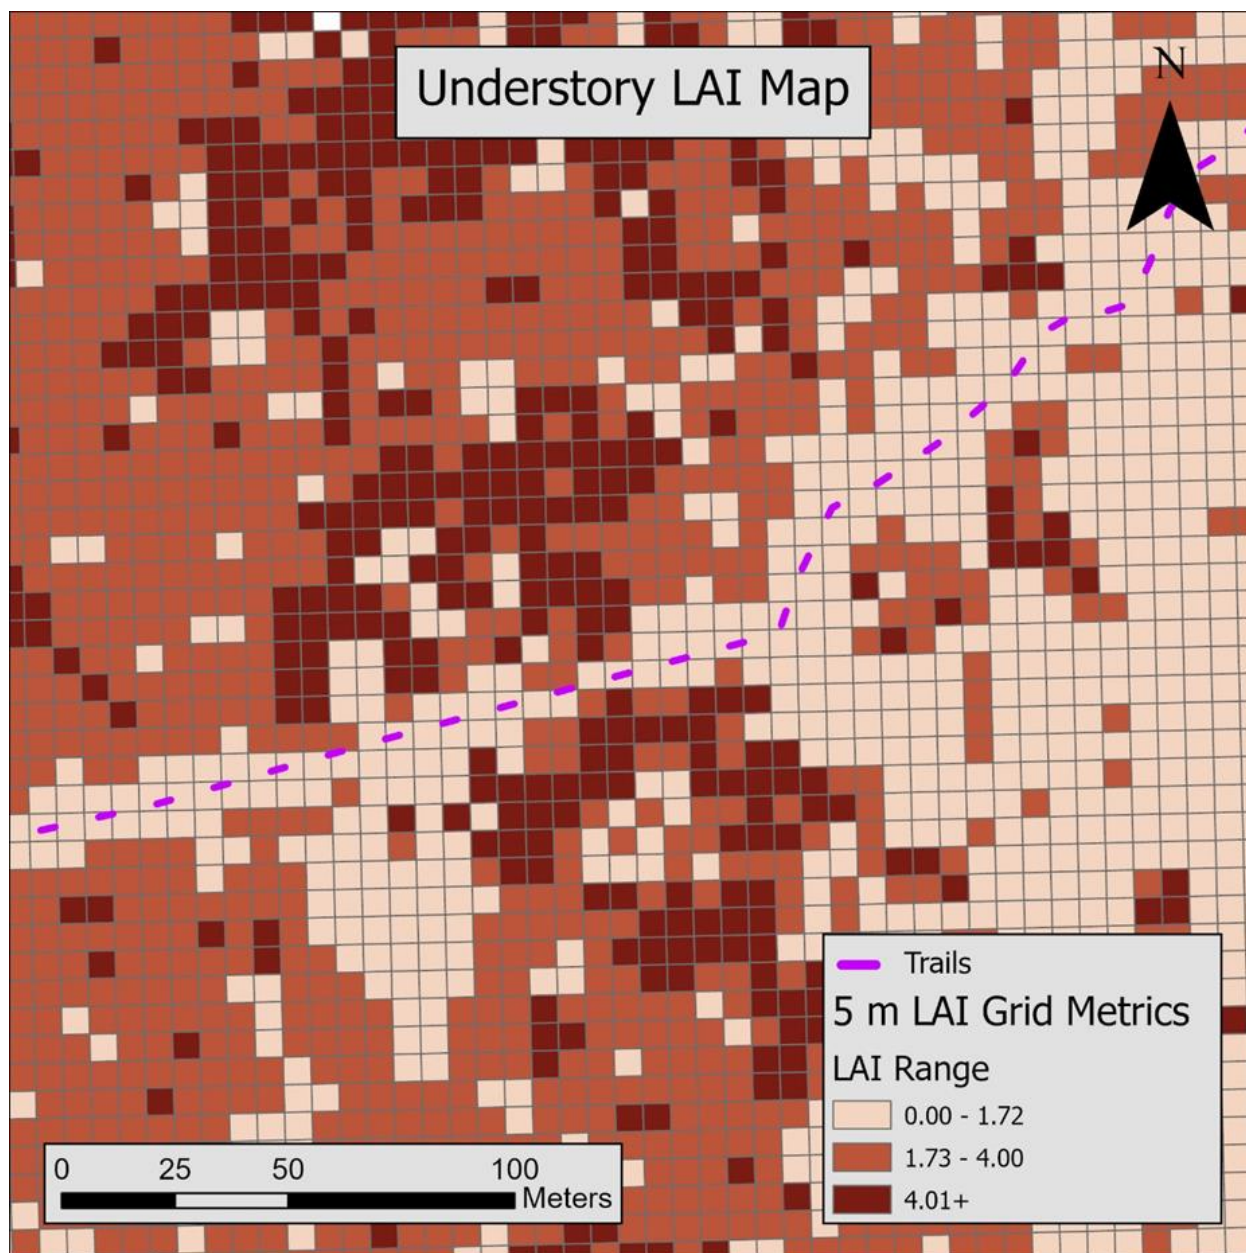 Understory LAI Map
N
Trails
5 m LAI Grid Metrics
LAI Range
0.00 - 1.72
1.73 - 4.00
4.01+
0 25 50 100
Meters